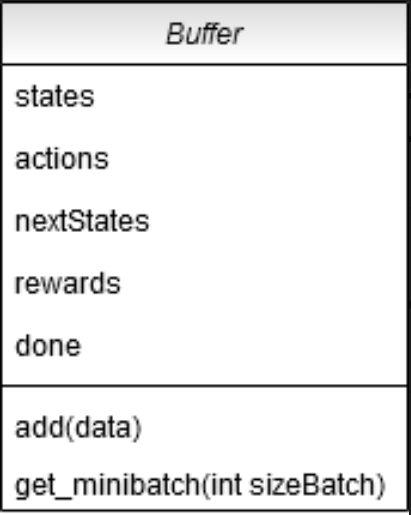 Buffer
states
actions
nextStates
rewards
done
add(data)
get_minibatch(int sizeBatch)